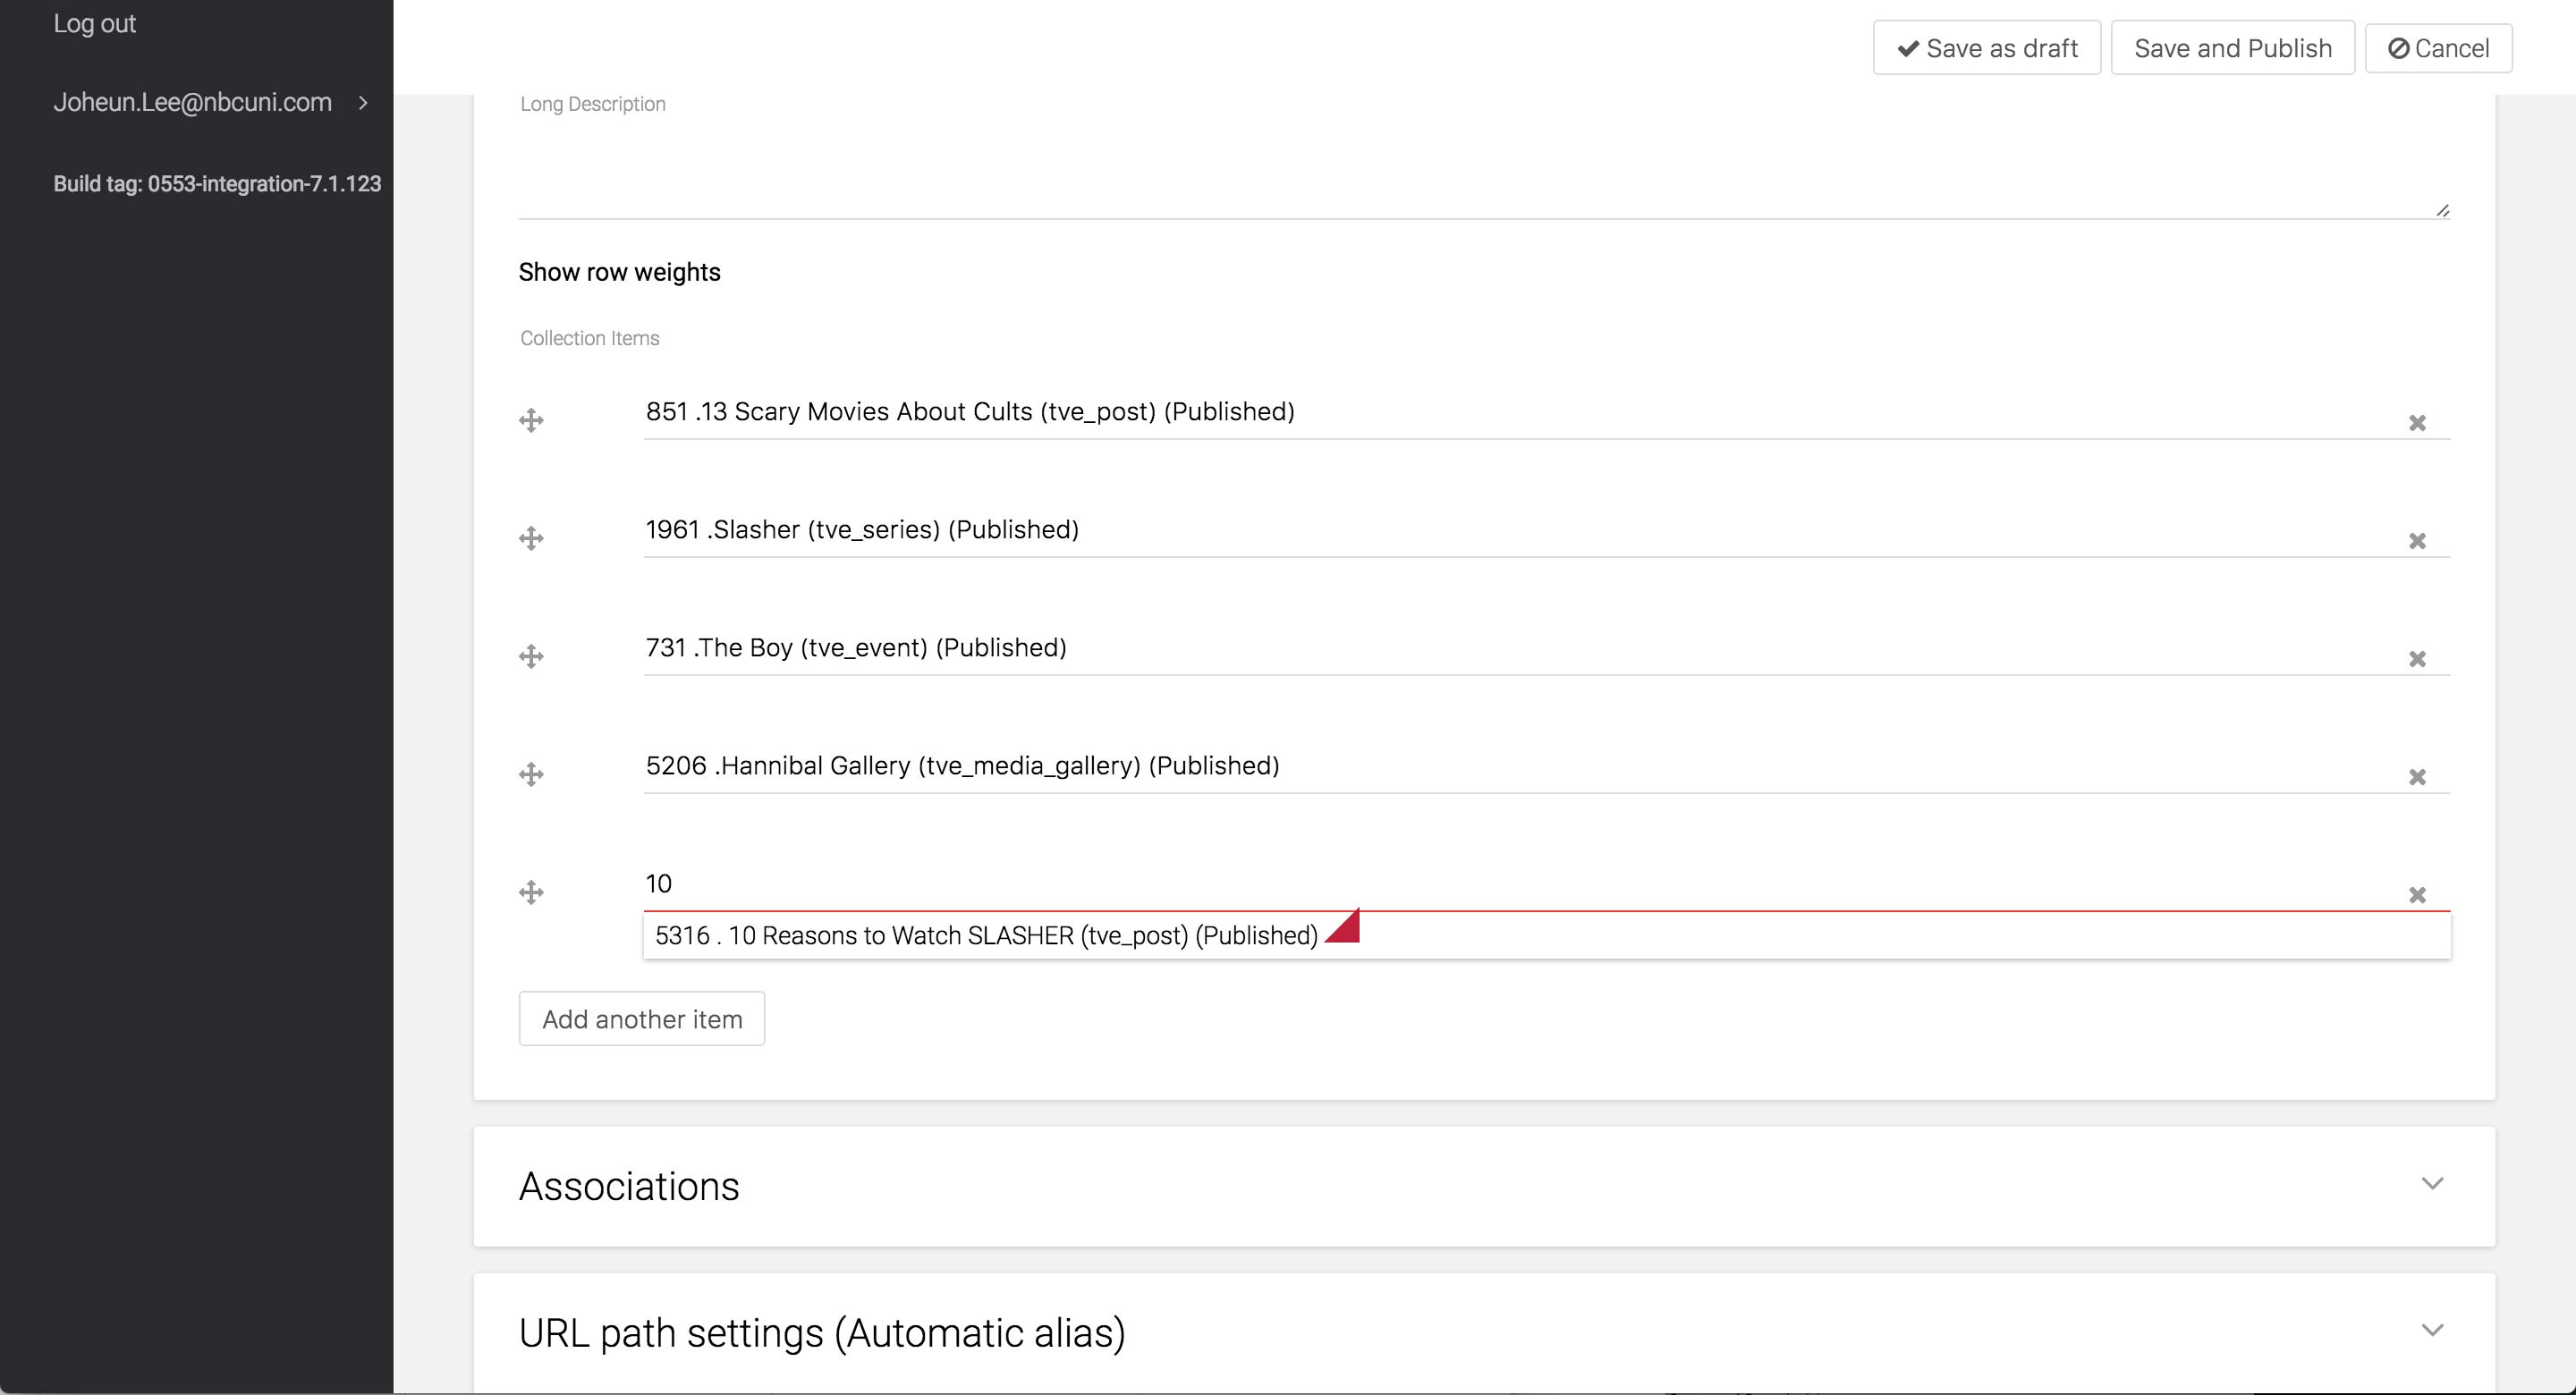 Log out
Joheun.Lee@nbcuni.com
Build tag: 0553-integration-7.1.123
Save as draft
Save and Publish
Cancel
Long Description
Show row weights
Collection Items
851 .13 Scary Movies About Cults (tve_post) (Published)
1961 .Slasher (tve_series) (Published)
731 .The Boy (tve_event) (Published)
5206 .Hannibal Gallery (tve_media_gallery) (Published)
10
5316 . 10 Reasons to Watch SLASHER (tve_post) (Published)
Add another item
Associations
URL path settings (Automatic alias)